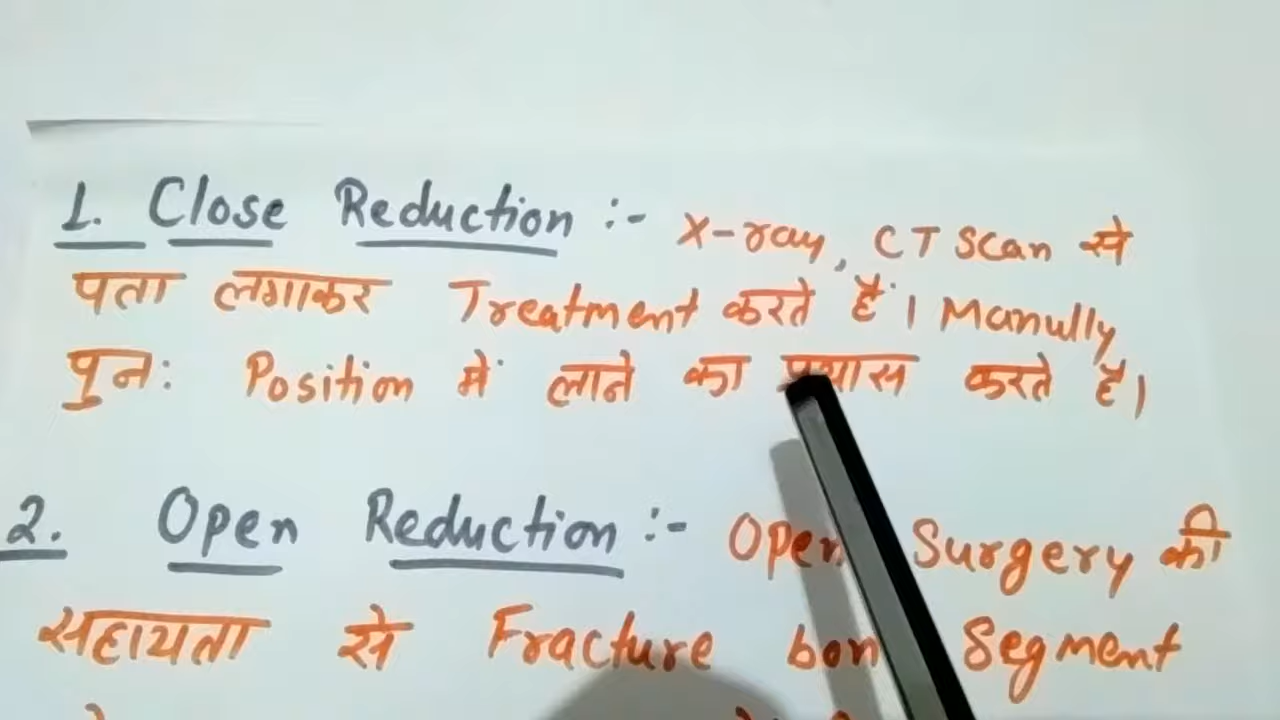 1. Close Reduction :- X-ray, CT Scan से
पता लगाकर Treatment करते हैं। Manully
पुन: Position में लाने का प्रयास करते है।
2. Open Reduction :- Open Surgery की
सहायता से Fracture bon Segment